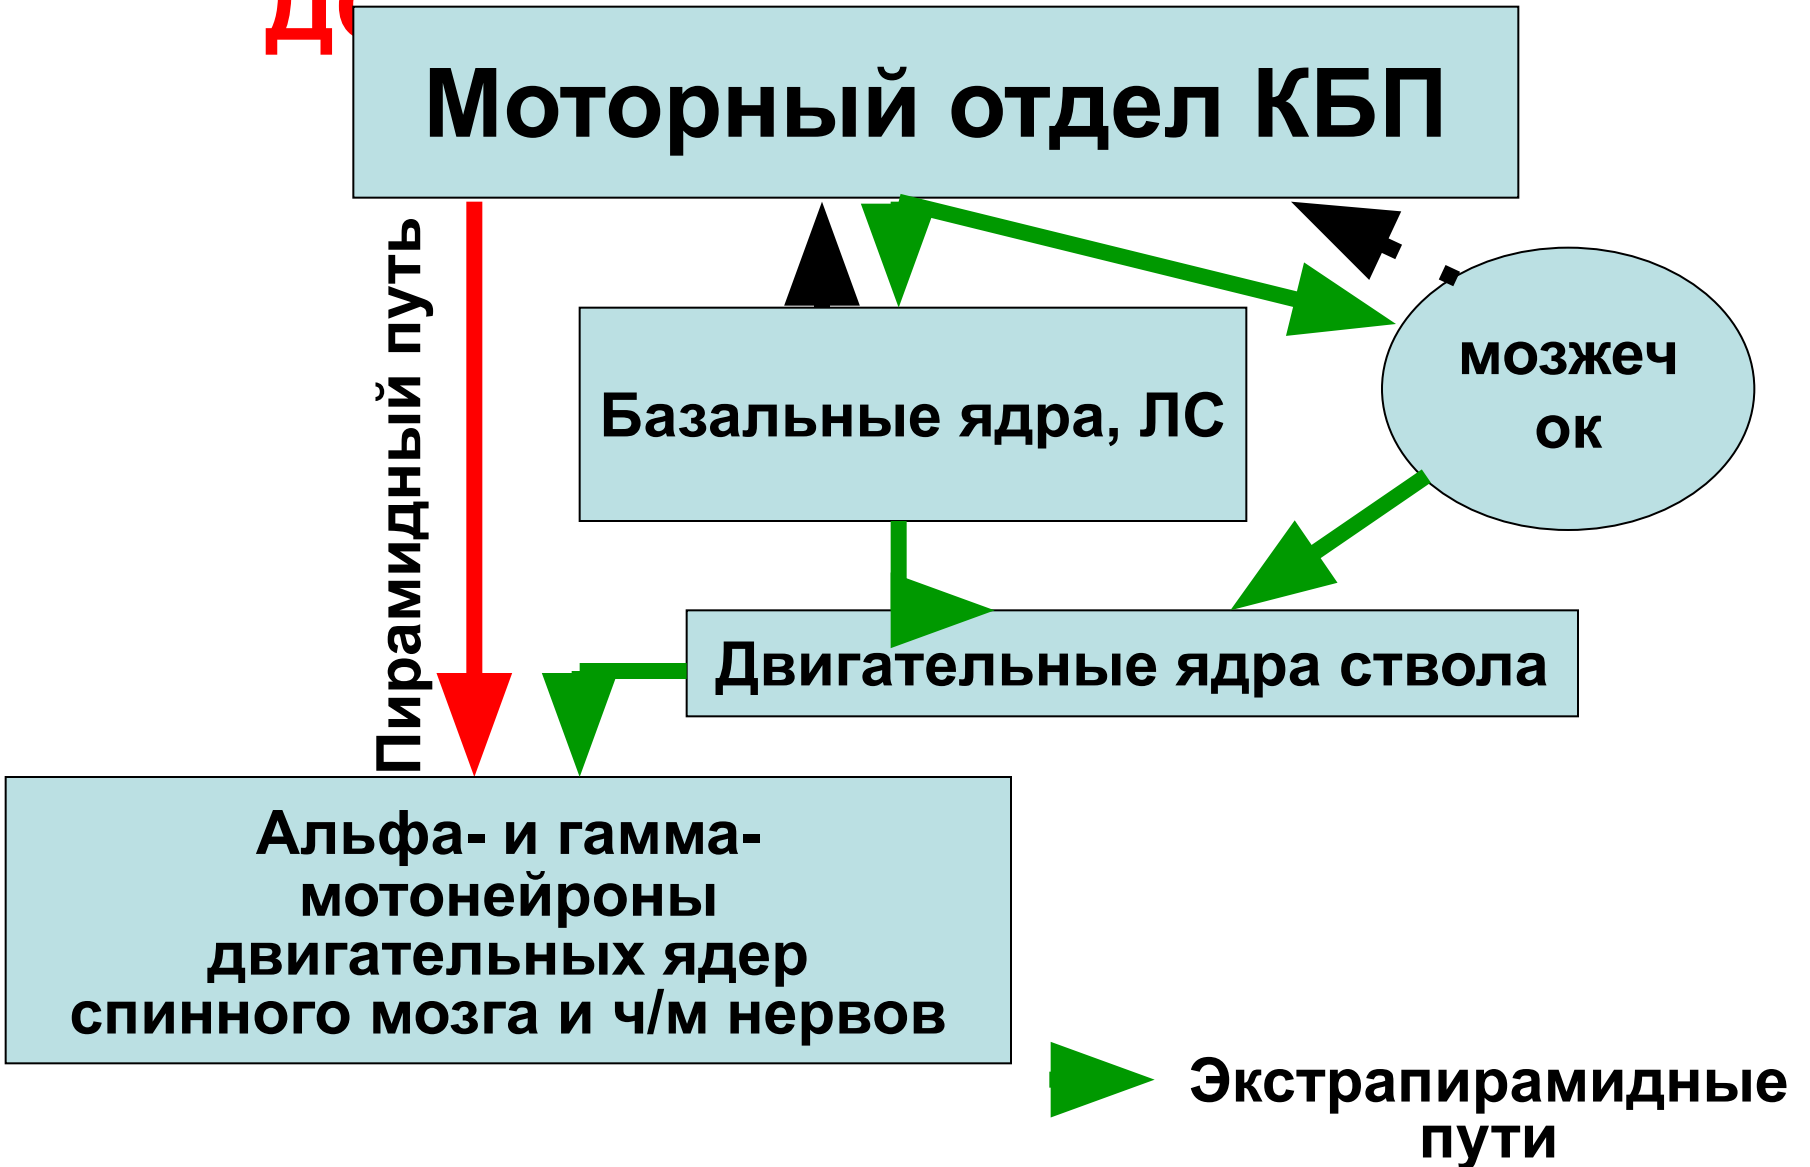 Моторный отдел КБП
Пирамидный путь
Базальные ядра, ЛС
мозжеч
ок
Двигательные ядра ствола
Альфа- и гамма-
мотонейроны
двигательных ядер
спинного мозга и ч/м нервов
Экстрапирамидные
пути